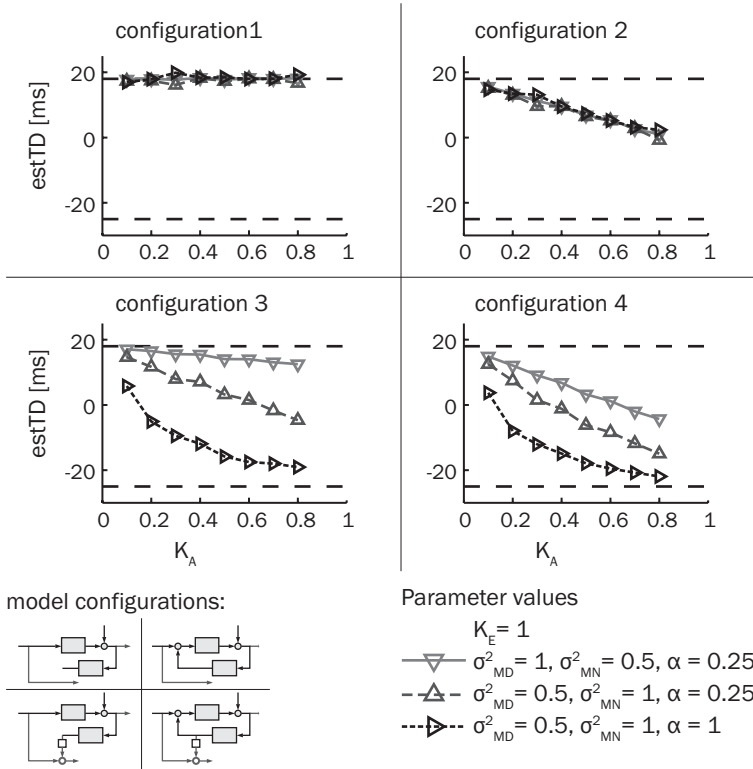 configuration1
20
0
-20
estTD [ms]
0 0.2 0.4 0.6 0.8 1
configuration 2
20
0
-20
0 0.2 0.4 0.6 0.8 1
configuration 3
20
0
-20
estTD [ms]
0 0.2 0.4 0.6 0.8 1
K_A
configuration 4
20
0
-20
0 0.2 0.4 0.6 0.8 1
K_A
model configurations:
Parameter values
K_E= 1
σ²_MD= 1, σ²_MN= 0.5, α = 0.25
σ²_MD= 0.5, σ²_MN= 1, α = 0.25
σ²_MD= 0.5, σ²_MN= 1, α = 1